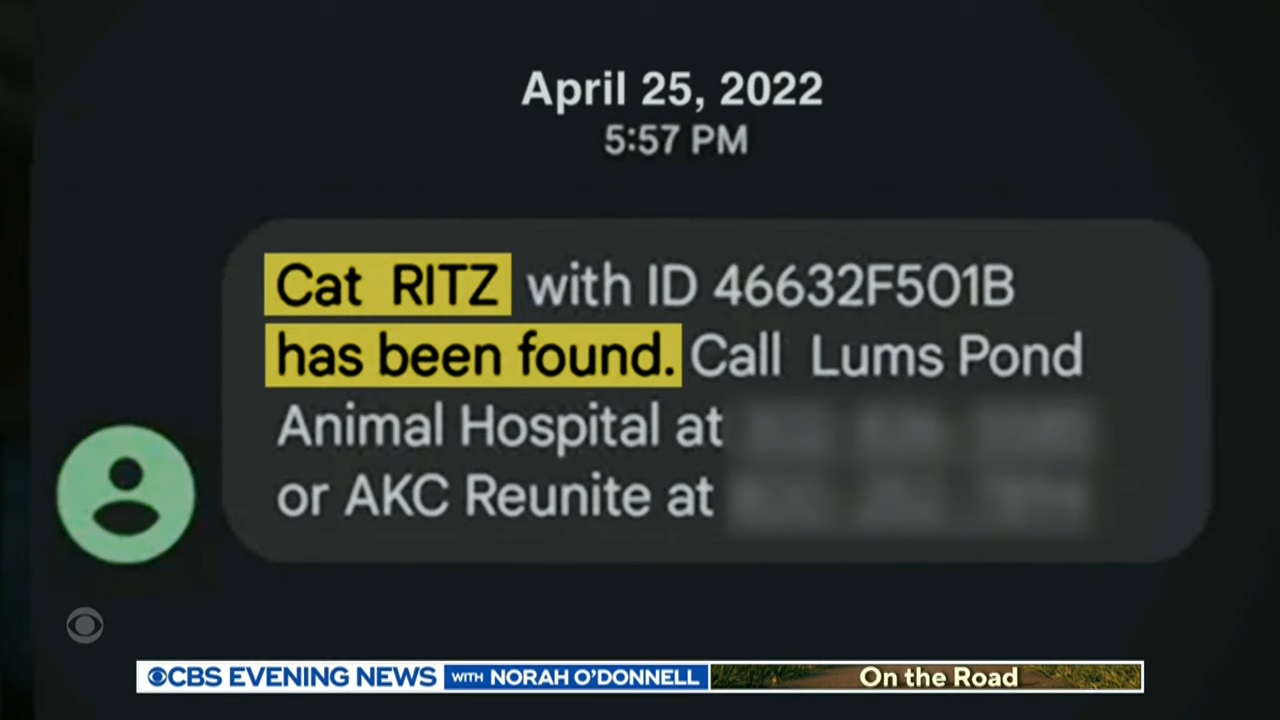 April 25, 2022
5:57 PM
Cat RITZ with ID 46632F501B
has been found. Call Lums Pond
Animal Hospital at
or AKC Reunite at
CBS EVENING NEWS WITH NORAH O'DONNELL On the Road